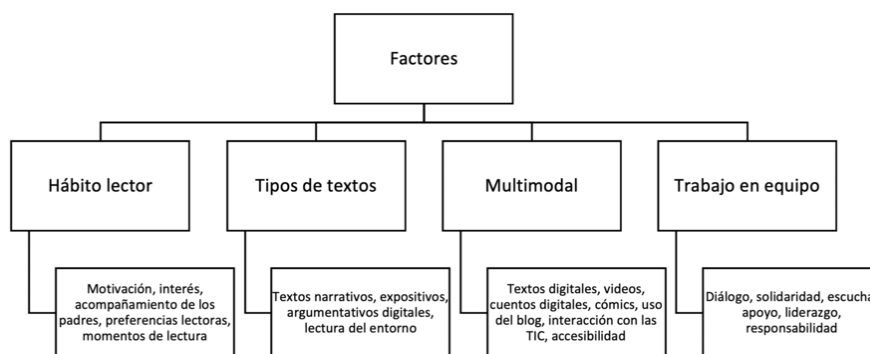 Factores
Hábito lector
Tipos de textos
Multimodal
Trabajo en equipo
Motivación, interés,
acompañamiento de los
padres, preferencias lectoras,
momentos de lectura
Textos narrativos, expositivos,
argumentativos digitales,
lectura del entorno
Textos digitales, videos,
cuentos digitales, cómics, uso
del blog, interacción con las
TIC, accesibilidad
Diálogo, solidaridad, escucha
apoyo, liderazgo,
responsabilidad